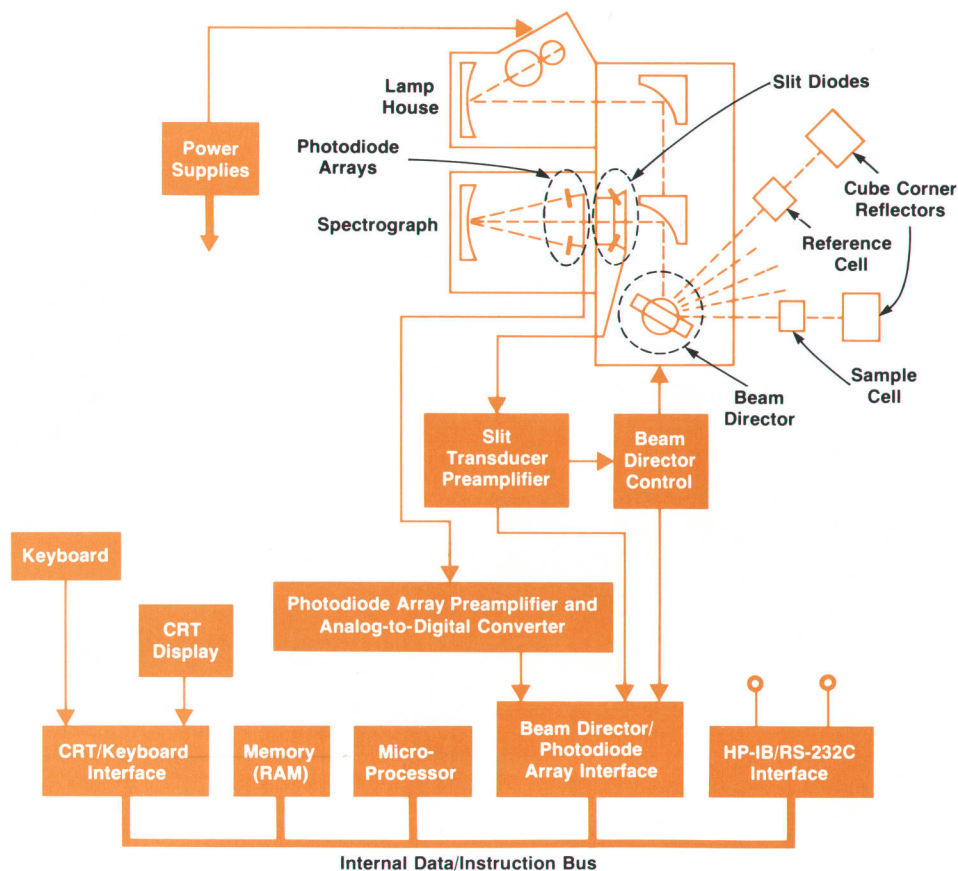 Lamp
House
Slit Diodes
Power
Supplies
Photodiode
Arrays
Spectrograph
Cube Corner
Reflectors
Reference
Cell
Sample
Cell
Beam
Director
Slit
Transducer
Preamplifier
Beam
Director
Control
Keyboard
CRT
Display
Photodiode Array Preamplifier and
Analog-to-Digital Converter
CRT/Keyboard
Interface
Memory
(RAM)
Micro-
Processor
Beam Director/
Photodiode
Array Interface
HP-IB/RS-232C
Interface
Internal Data/Instruction Bus